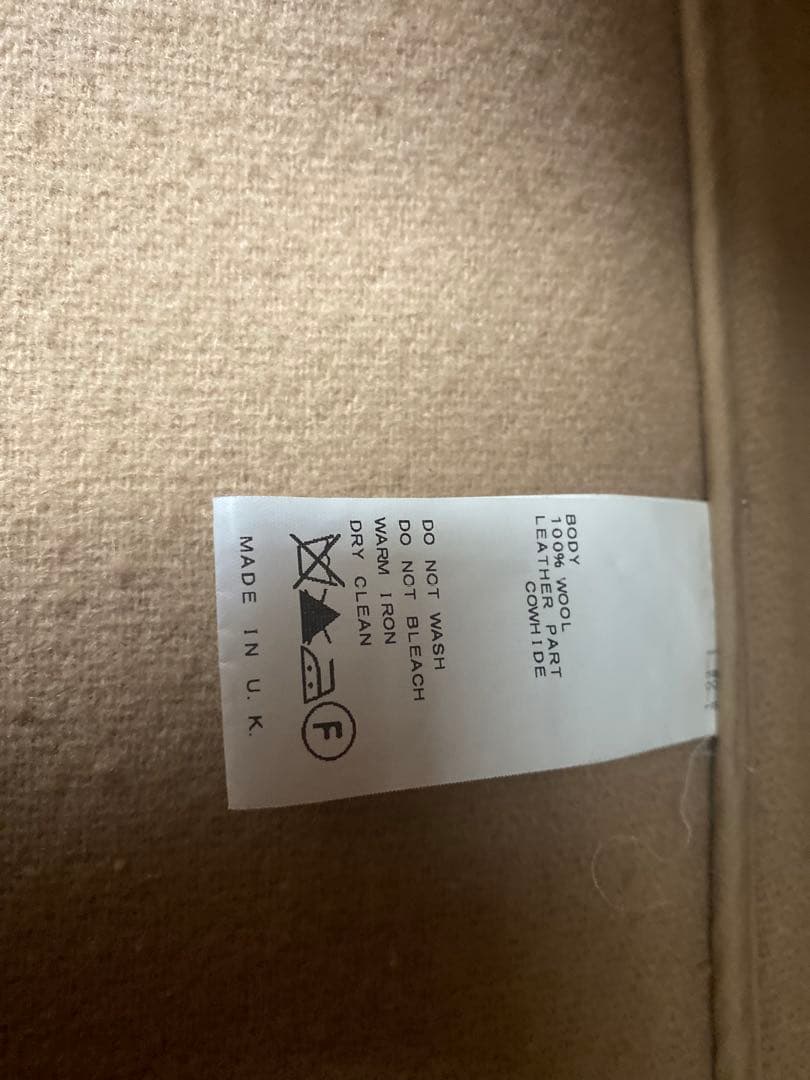 BODY
100% WOOL
LEATHER PART
COWHIDE
DO NOT WASH
DO NOT BLEACH
WARM IRON
DRY CLEAN
F
MADE IN U. K.